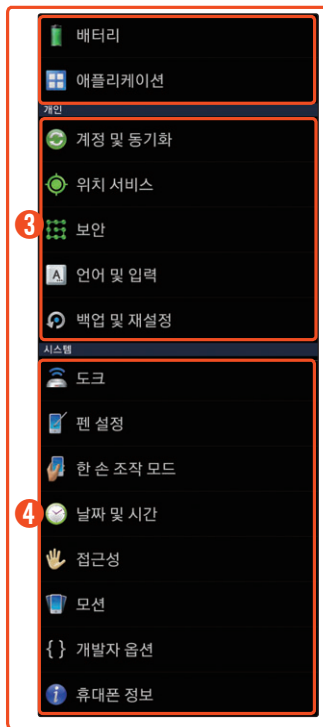 배터리
애플리케이션
개인
계정 및 동기화
위치 서비스
3
보안
A
언어 및 입력
백업 및 재설정
시스템
도크
펜 설정
한 손 조작 모드
4
날짜 및 시간
접근성
모션
{ } 개발자 옵션
i 휴대폰 정보